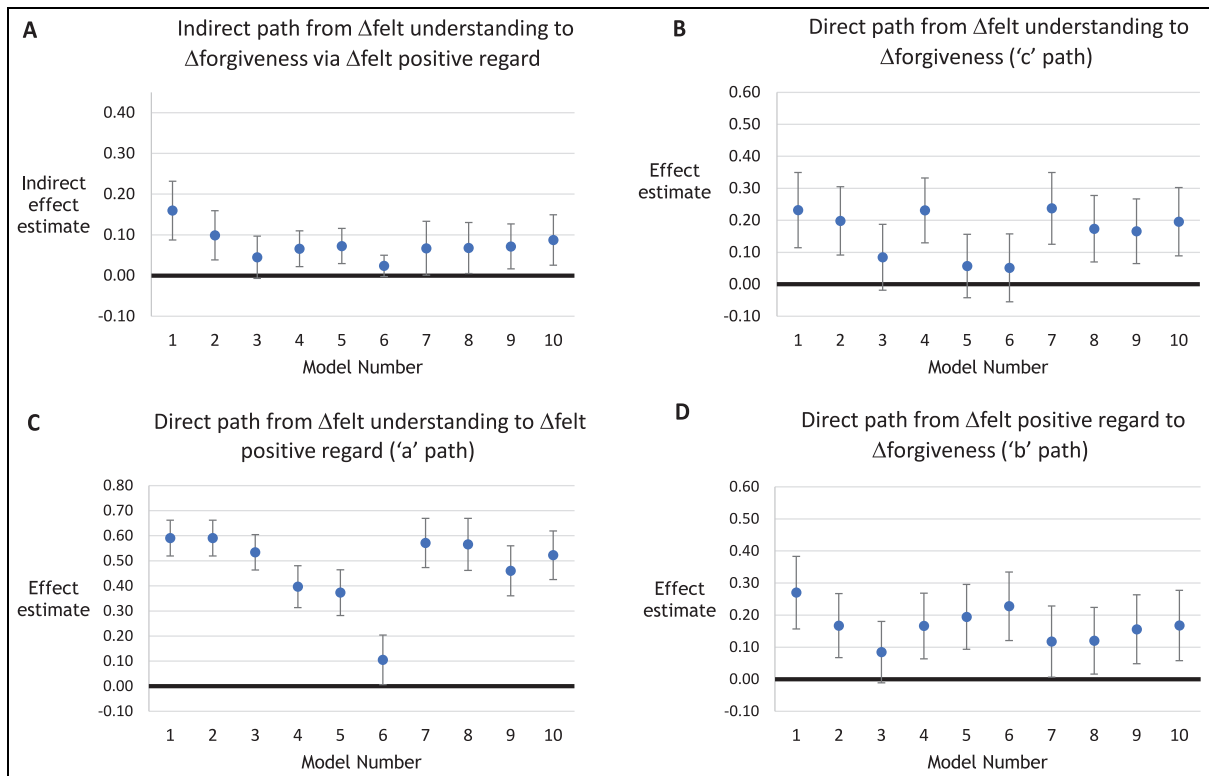 A
Indirect path from Δfelt understanding to
Δforgiveness via Δfelt positive regard
0.40
0.30
0.20
0.10
0.00
-0.10
Indirect
effect
estimate
1 2 3 4 5 6 7 8 9 10
Model Number
B
Direct path from Δfelt understanding to
Δforgiveness (‘c’ path)
0.60
0.50
0.40
0.30
0.20
0.10
0.00
-0.10
Effect
estimate
1 2 3 4 5 6 7 8 9 10
Model Number
C
Direct path from Δfelt understanding to Δfelt
positive regard (‘a’ path)
0.80
0.70
0.60
0.50
0.40
0.30
0.20
0.10
0.00
-0.10
Effect
estimate
1 2 3 4 5 6 7 8 9 10
Model Number
D
Direct path from Δfelt positive regard to
Δforgiveness (‘b’ path)
0.60
0.50
0.40
0.30
0.20
0.10
0.00
-0.10
Effect
estimate
1 2 3 4 5 6 7 8 9 10
Model Number